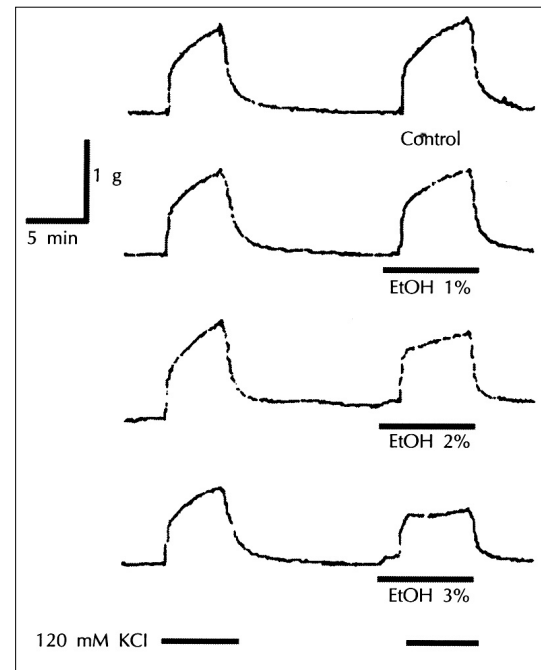 Control
1 g
5 min
EtOH 1%
EtOH 2%
EtOH 3%
120 mM KCl